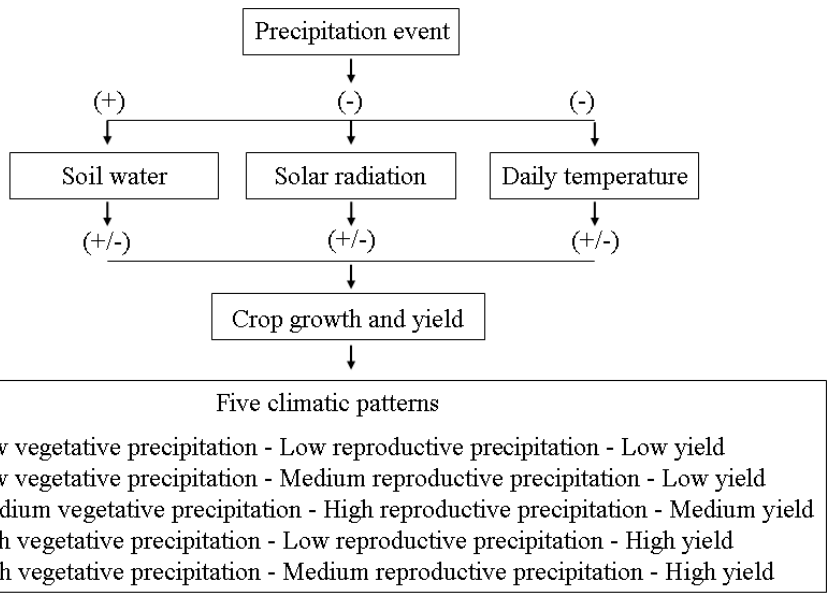 Precipitation event
(+) (-) (-)
Soil water Solar radiation Daily temperature
(+/-) (+/-) (+/-)
Crop growth and yield
Five climatic patterns
vegetative precipitation - Low reproductive precipitation - Low yield
vegetative precipitation - Medium reproductive precipitation - Low yield
vegetative precipitation - High reproductive precipitation - Medium yield
vegetative precipitation - Low reproductive precipitation - High yield
vegetative precipitation - Medium reproductive precipitation - High yield